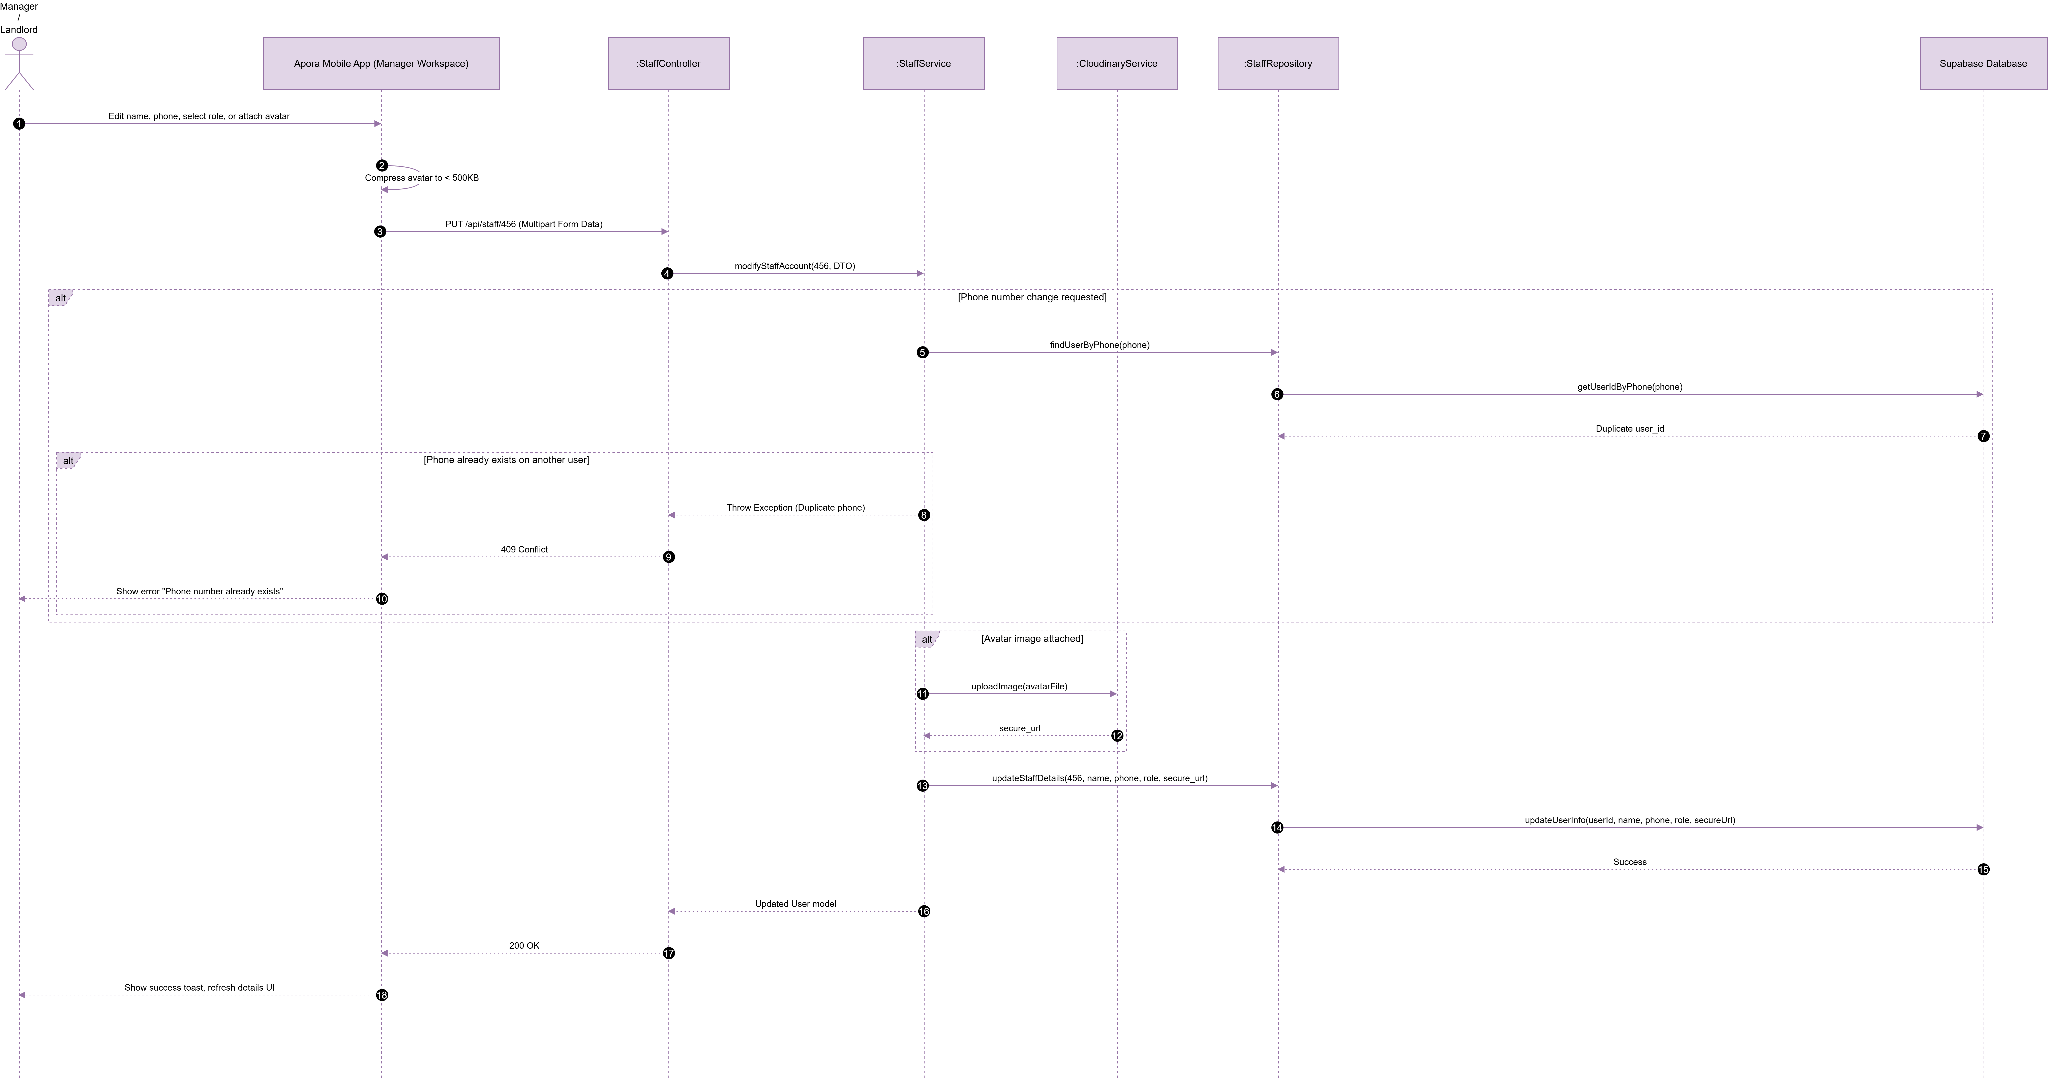 Manager
/
Landlord
Apora Mobile App (Manager Workspace)
:StaffController
:StaffService
:CloudinaryService
:StaffRepository
Supabase Database
1
Edit name, phone, select role, or attach avatar
2
Compress avatar to < 500KB
3
PUT /api/staff/456 (Multipart Form Data)
4
modifyStaffAccount(456, DTO)
alt
[Phone number change requested]
5
findUserByPhone(phone)
6
getUserIdByPhone(phone)
Duplicate user_id
7
alt
[Phone already exists on another user]
Throw Exception (Duplicate phone)
8
409 Conflict
9
Show error "Phone number already exists"
10
alt
[Avatar image attached]
11
uploadImage(avatarFile)
secure_url
12
13
updateStaffDetails(456, name, phone, role, secure_url)
14
updateUserInfo(userId, name, phone, role, secureUrl)
Success
15
Updated User model
16
200 OK
17
Show success toast, refresh details UI
18